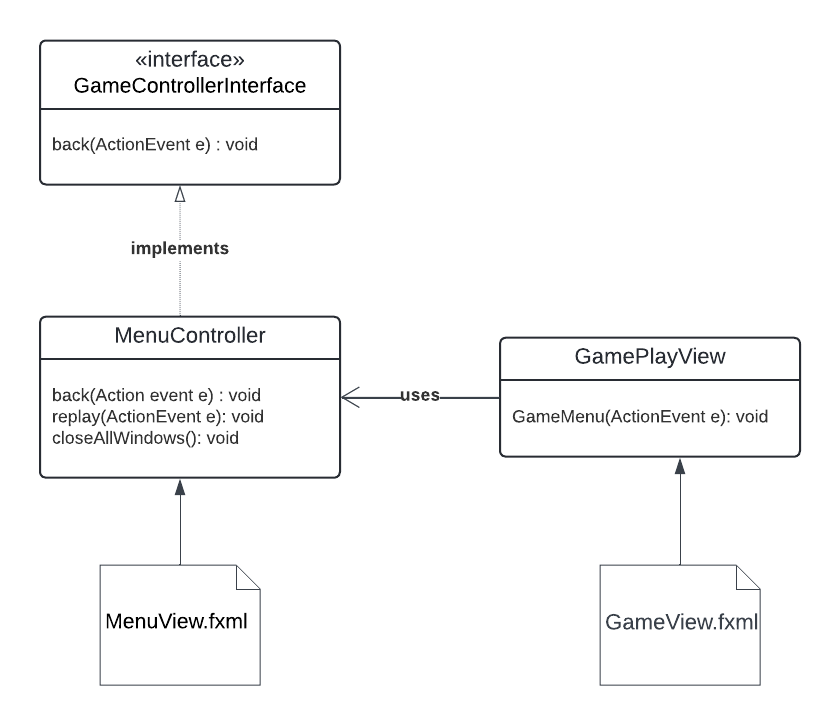 «interface»
GameControllerInterface
back(ActionEvent e) : void
implements
MenuController
back(Action event e) : void
replay(ActionEvent e): void
closeAllWindows(): void
uses
GamePlayView
GameMenu(ActionEvent e): void
MenuView.fxml
GameView.fxml